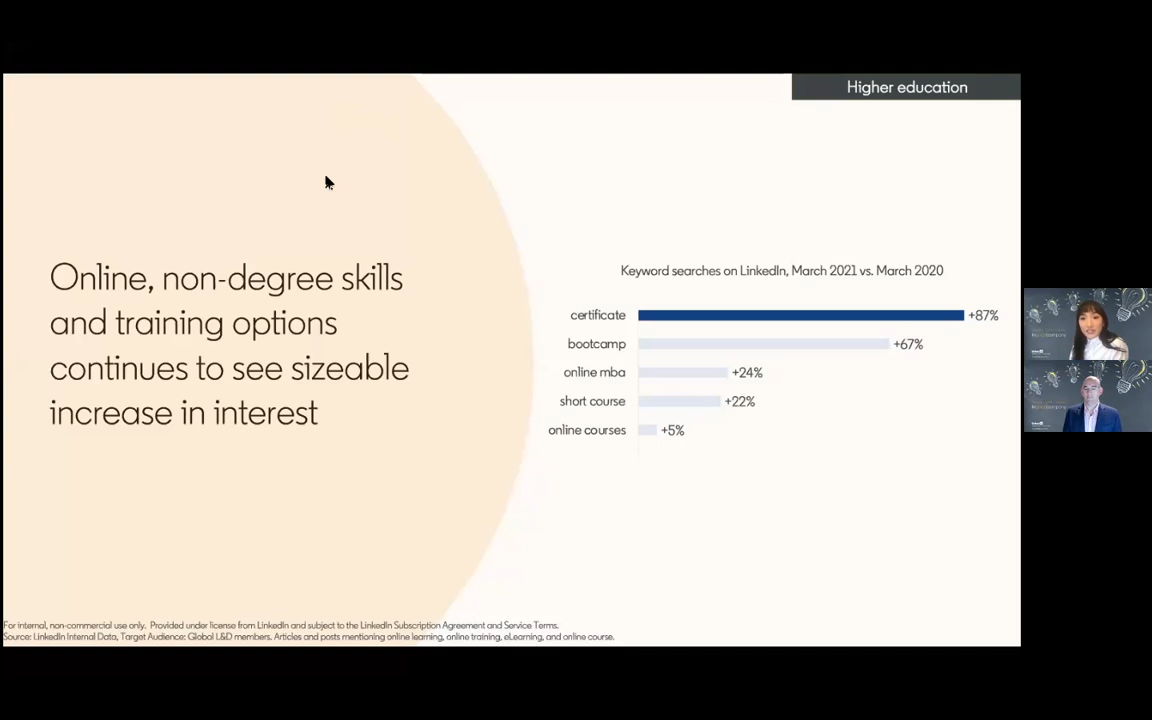 Higher education
Online, non-degree skills
and training options
continues to see sizeable
increase in interest
Keyword searches on LinkedIn, March 2021 vs. March 2020
certificate +87%
bootcamp +67%
online mba +24%
short course +22%
online courses +5%
For internal, non-commercial use only. Provided under license from LinkedIn and subject to the LinkedIn Subscription Agreement and Service Terms.
Source: LinkedIn Internal Data, Target Audience: Global L&D members. Articles and posts mentioning online learning, online training, eLearning, and online course.